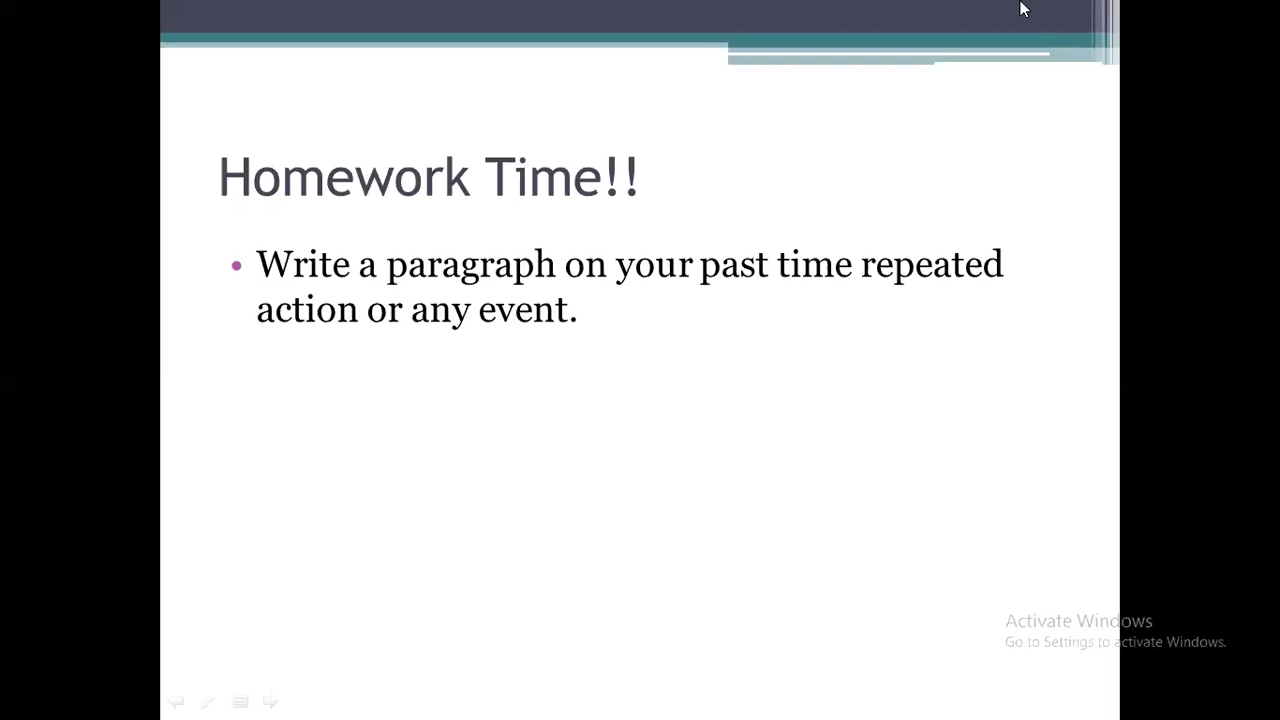 Homework Time!!
• Write a paragraph on your past time repeated
action or any event.
Activate Windows
Go to Settings to activate Windows.